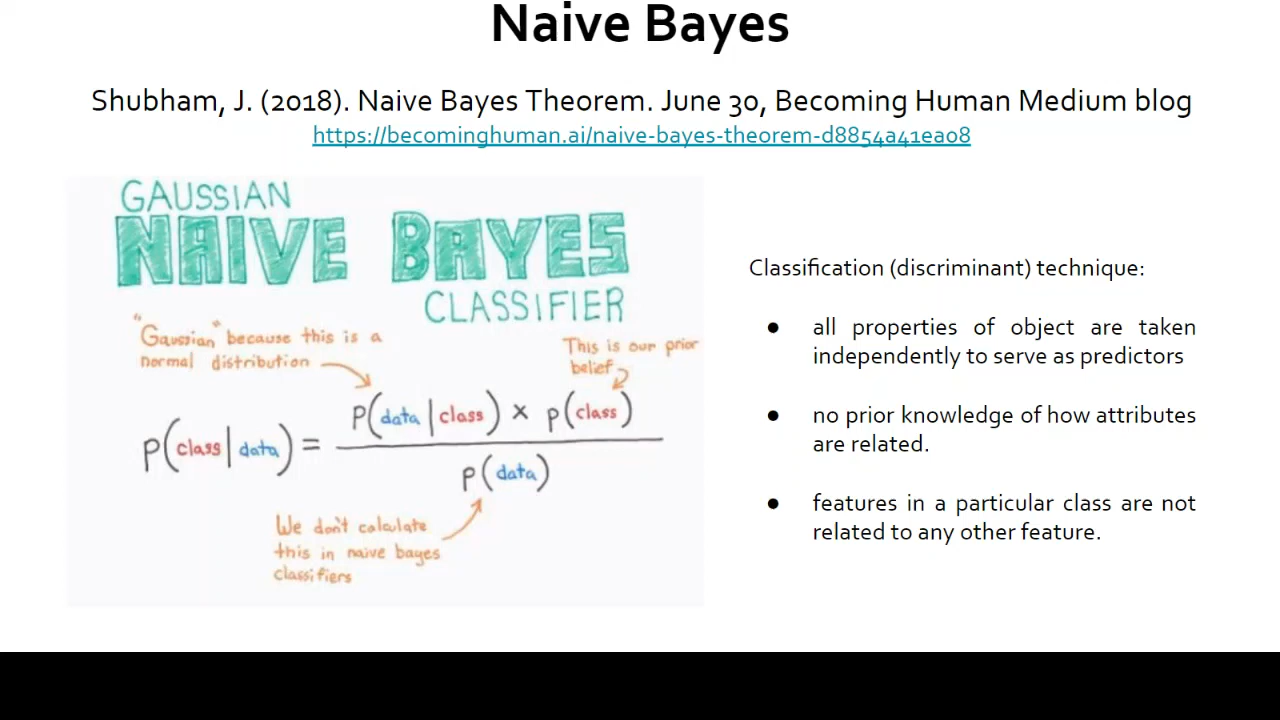 Naive Bayes
Shubham, J. (2018). Naive Bayes Theorem. June 30, Becoming Human Medium blog
https://becominghuman.ai/naive-bayes-theorem-d8854a41ea08
GAUSSIAN
NAIVE BAYES
CLASSIFIER
"Gaussian" because this is a
normal distribution
This is our prior
belief
P(data|class) × p(class)
p(class|data) =
p(data)
We don't calculate
this in naive bayes
classifiers
Classification (discriminant) technique:
● all properties of object are taken
independently to serve as predictors
● no prior knowledge of how attributes
are related.
● features in a particular class are not
related to any other feature.